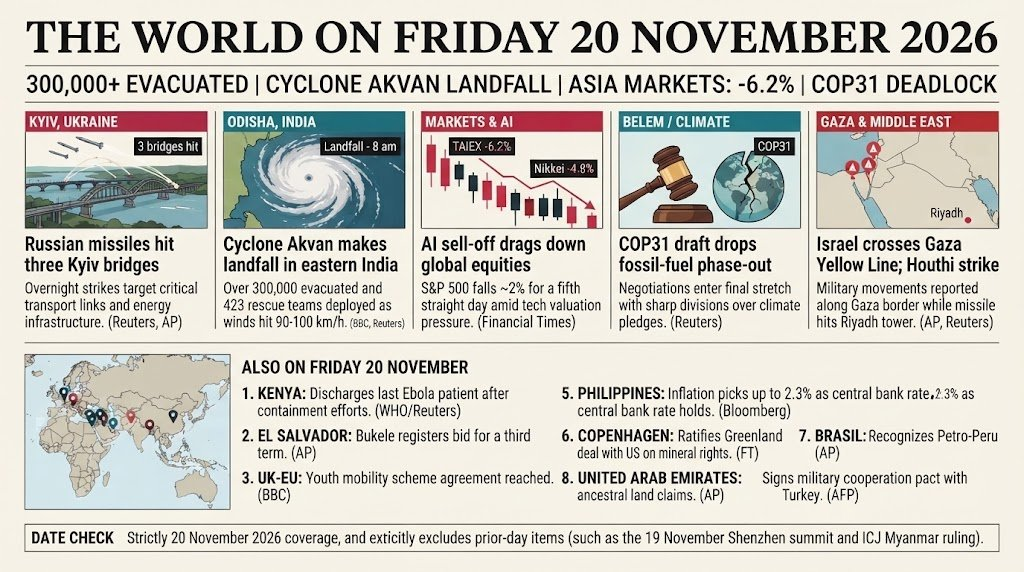 THE WORLD ON FRIDAY 20 NOVEMBER 2026
300,000+ EVACUATED | CYCLONE AKVAN LANDFALL | ASIA MARKETS: -6.2% | COP31 DEADLOCK
KYIV, UKRAINE
3 bridges hit
Russian missiles hit
three Kyiv bridges
Overnight strikes target critical
transport links and energy
infrastructure. (Reuters, AP)
ODISHA, INDIA
Landfall - 8 am
Cyclone Akvan makes
landfall in eastern India
Over 300,000 evacuated and
423 rescue teams deployed as
winds hit 90-100 km/h. (BBC, Reuters)
MARKETS & AI
TAIEX -6.2%
Nikkei -4.8%
AI sell-off drags down
global equities
S&P 500 falls ~2% for a fifth
straight day amid tech valuation
pressure. (Financial Times)
BELEM / CLIMATE
COP31
COP31 draft drops
fossil-fuel phase-out
Negotiations enter final stretch
with sharp divisions over climate
pledges. (Reuters)
GAZA & MIDDLE EAST
Riyadh
Israel crosses Gaza
Yellow Line; Houthi strike
Military movements reported
along Gaza border while missile
hits Riyadh tower. (AP, Reuters)
ALSO ON FRIDAY 20 NOVEMBER
1. KENYA: Discharges last Ebola patient after
containment efforts. (WHO/Reuters)
2. EL SALVADOR: Bukele registers bid for a third
term. (AP)
3. UK-EU: Youth mobility scheme agreement reached.
(BBC)
5. PHILIPPINES: Inflation picks up to 2.3% as central bank rate,2.3% as
central bank rate holds. (Bloomberg)
6. COPENHAGEN: Ratifies Greenland
deal with US on mineral rights. (FT)
7. BRASIL: Recognizes Petro-Peru
(AP)
8. UNITED ARAB EMIRATES: Signs military cooperation pact with
ancestral land claims. (AP) Turkey. (AFP)
DATE CHECK Strictly 20 November 2026 coverage, and exticitly excludes prior-day items (such as the 19 November Shenzhen summit and ICJ Myanmar ruling).